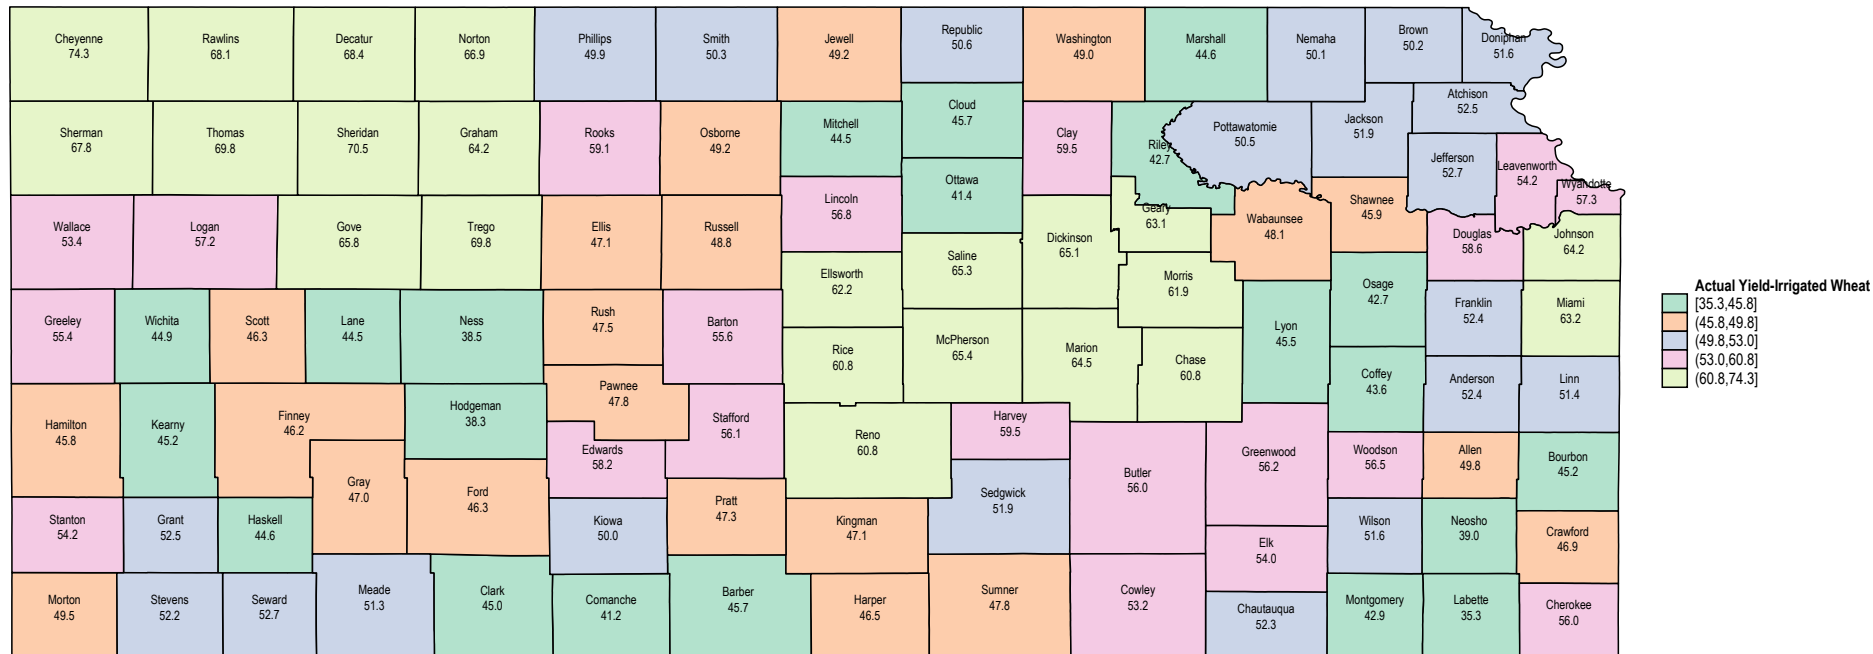 Cheyenne
74.3
Rawlins
68.1
Decatur
68.4
Norton
66.9
Phillips
49.9
Smith
50.3
Jewell
49.2
Republic
50.6
Washington
49.0
Marshall
44.6
Nemaha
50.1
Brown
50.2
Doniphan
51.6
Sherman
67.8
Thomas
69.8
Sheridan
70.5
Graham
64.2
Rooks
59.1
Osborne
49.2
Mitchell
44.5
Cloud
45.7
Clay
59.5
Riley
42.7
Pottawatomie
50.5
Jackson
51.9
Atchison
52.5
Jefferson
52.7
Leavenworth
54.2
Wyandotte
57.3
Wallace
53.4
Logan
57.2
Gove
65.8
Trego
69.8
Ellis
47.1
Russell
48.8
Lincoln
56.8
Ottawa
41.4
Saline
65.3
Dickinson
65.1
Geary
63.1
Wabaunsee
48.1
Shawnee
45.9
Douglas
58.6
Johnson
64.2
Ellsworth
62.2
Morris
61.9
Osage
42.7
Franklin
52.4
Miami
63.2
Greeley
55.4
Wichita
44.9
Scott
46.3
Lane
44.5
Ness
38.5
Rush
47.5
Barton
55.6
Rice
60.8
McPherson
65.4
Marion
64.5
Chase
60.8
Lyon
45.5
Coffey
43.6
Anderson
52.4
Linn
51.4
Hamilton
45.8
Kearny
45.2
Finney
46.2
Hodgeman
38.3
Pawnee
47.8
Stafford
56.1
Edwards
58.2
Reno
60.8
Harvey
59.5
Gray
47.0
Ford
46.3
Butler
56.0
Greenwood
56.2
Woodson
56.5
Allen
49.8
Bourbon
45.2
Stanton
54.2
Grant
52.5
Haskell
44.6
Kiowa
50.0
Pratt
47.3
Kingman
47.1
Sedgwick
51.9
Elk
54.0
Wilson
51.6
Neosho
39.0
Crawford
46.9
Morton
49.5
Stevens
52.2
Seward
52.7
Meade
51.3
Clark
45.0
Comanche
41.2
Barber
45.7
Harper
46.5
Sumner
47.8
Cowley
53.2
Chautauqua
52.3
Montgomery
42.9
Labette
35.3
Cherokee
56.0
Actual Yield-Irrigated Wheat
[35.3,45.8]
(45.8,49.8]
(49.8,53.0]
(53.0,60.8]
(60.8,74.3]